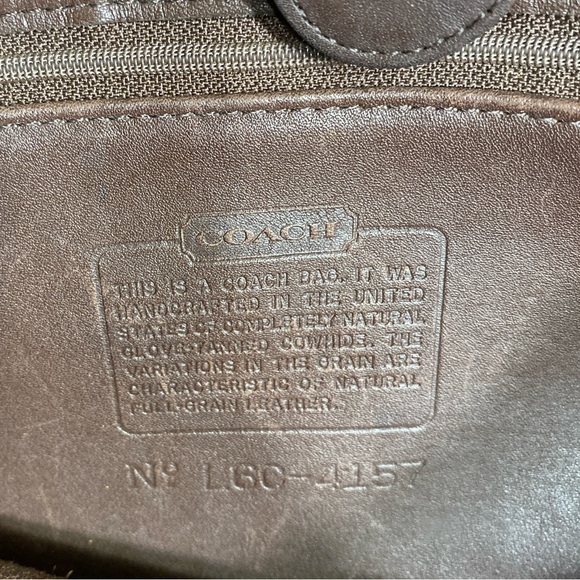 COACH
THIS IS A COACH BAG. IT WAS
HANDCRAFTED IN THE UNITED
STATES OF COMPLETELY NATURAL
GLOVE-TANNED COWHIDE. THE
VARIATIONS IN THE GRAIN ARE
CHARACTERISTIC OF NATURAL
FULL-GRAIN LEATHER.
Nº L6C-4157